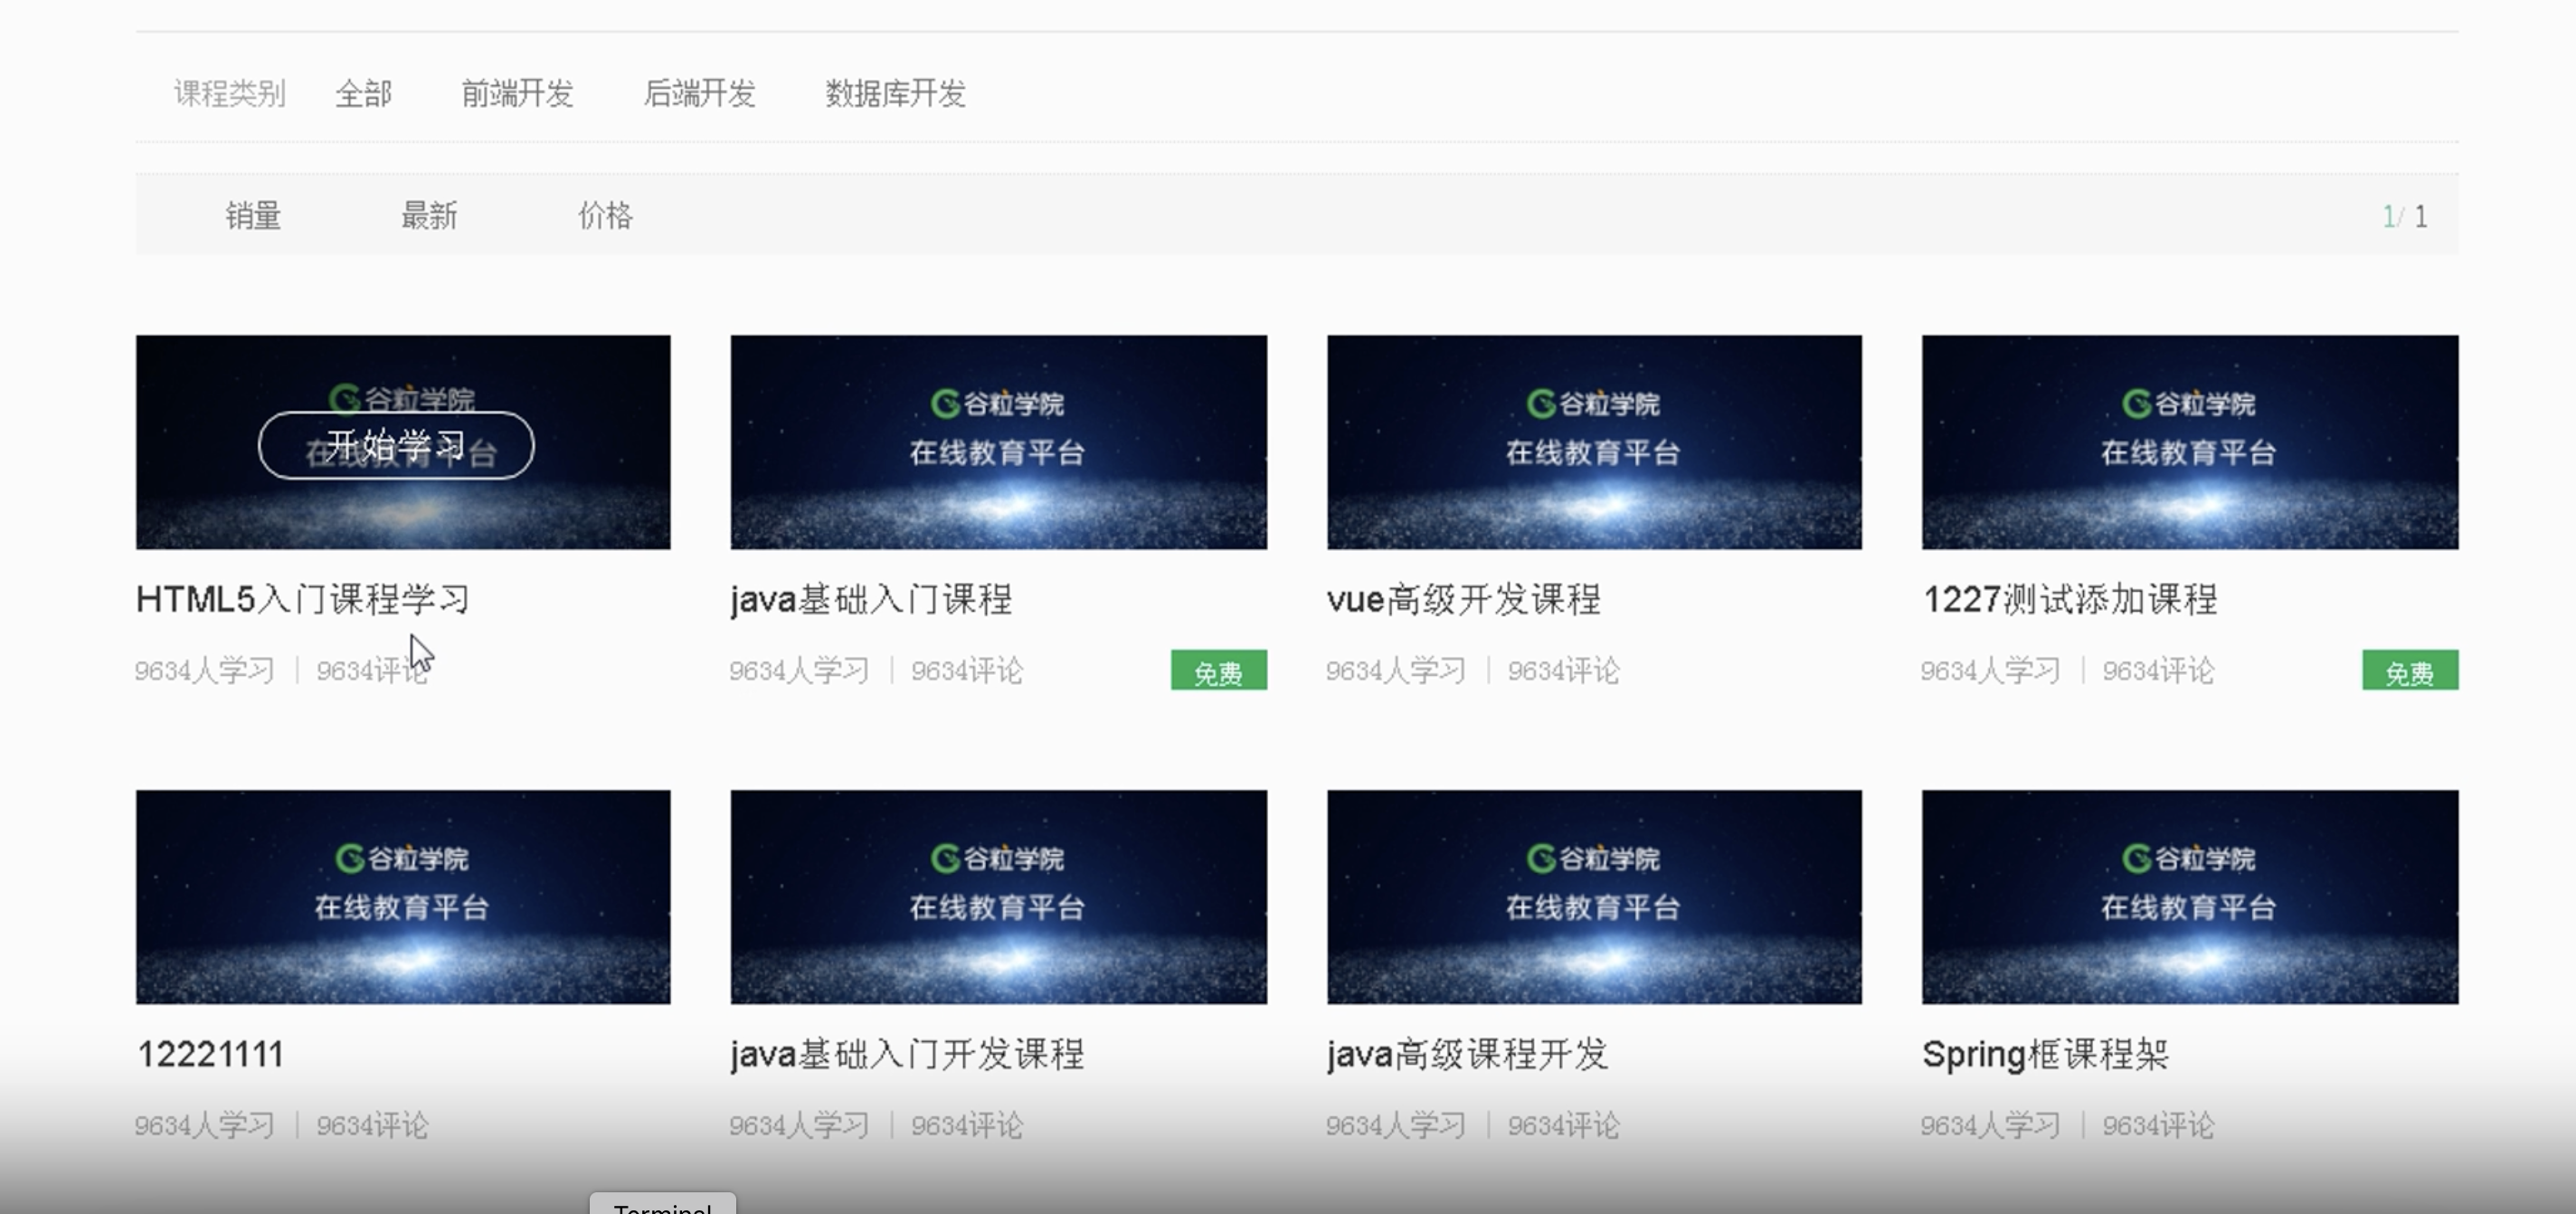 课程类别 全部 前端开发 后端开发 数据库开发
销量 最新 价格 1/ 1
谷粒学院
开始学习
在线教育平台
谷粒学院
在线教育平台
谷粒学院
在线教育平台
谷粒学院
在线教育平台
HTML5入门课程学习
java基础入门课程
vue高级开发课程
1227测试添加课程
9634人学习 | 9634评论
9634人学习 | 9634评论 免费
9634人学习 | 9634评论
9634人学习 | 9634评论 免费
谷粒学院
在线教育平台
谷粒学院
在线教育平台
谷粒学院
在线教育平台
谷粒学院
在线教育平台
12221111
java基础入门开发课程
java高级课程开发
Spring框课程架
9634人学习 | 9634评论
9634人学习 | 9634评论
9634人学习 | 9634评论
9634人学习 | 9634评论
Terminal